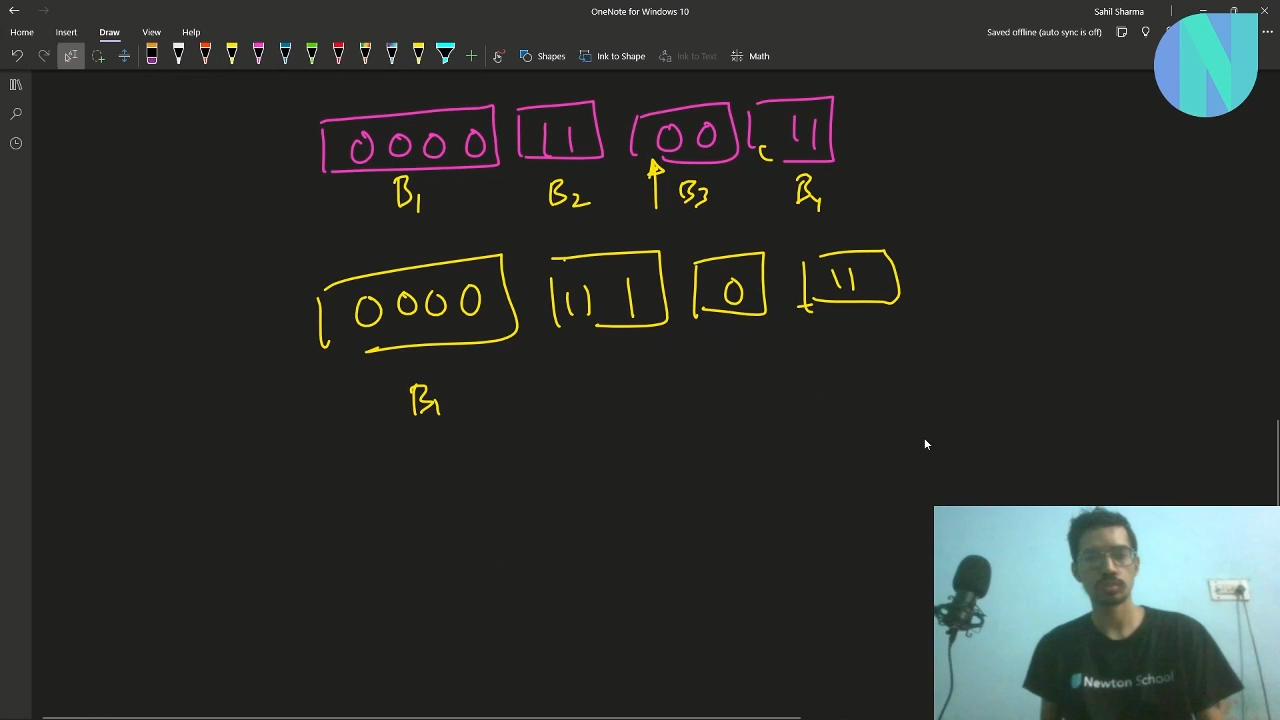 OneNote for Windows 10
Sahil Sharma
Home Insert Draw View Help
Saved offline (auto sync is off)
Shapes Ink to Shape Ink to Text Math
0000 11 00 11
B1 B2 B3 B4
0000 111 0 11
B1
Newton School